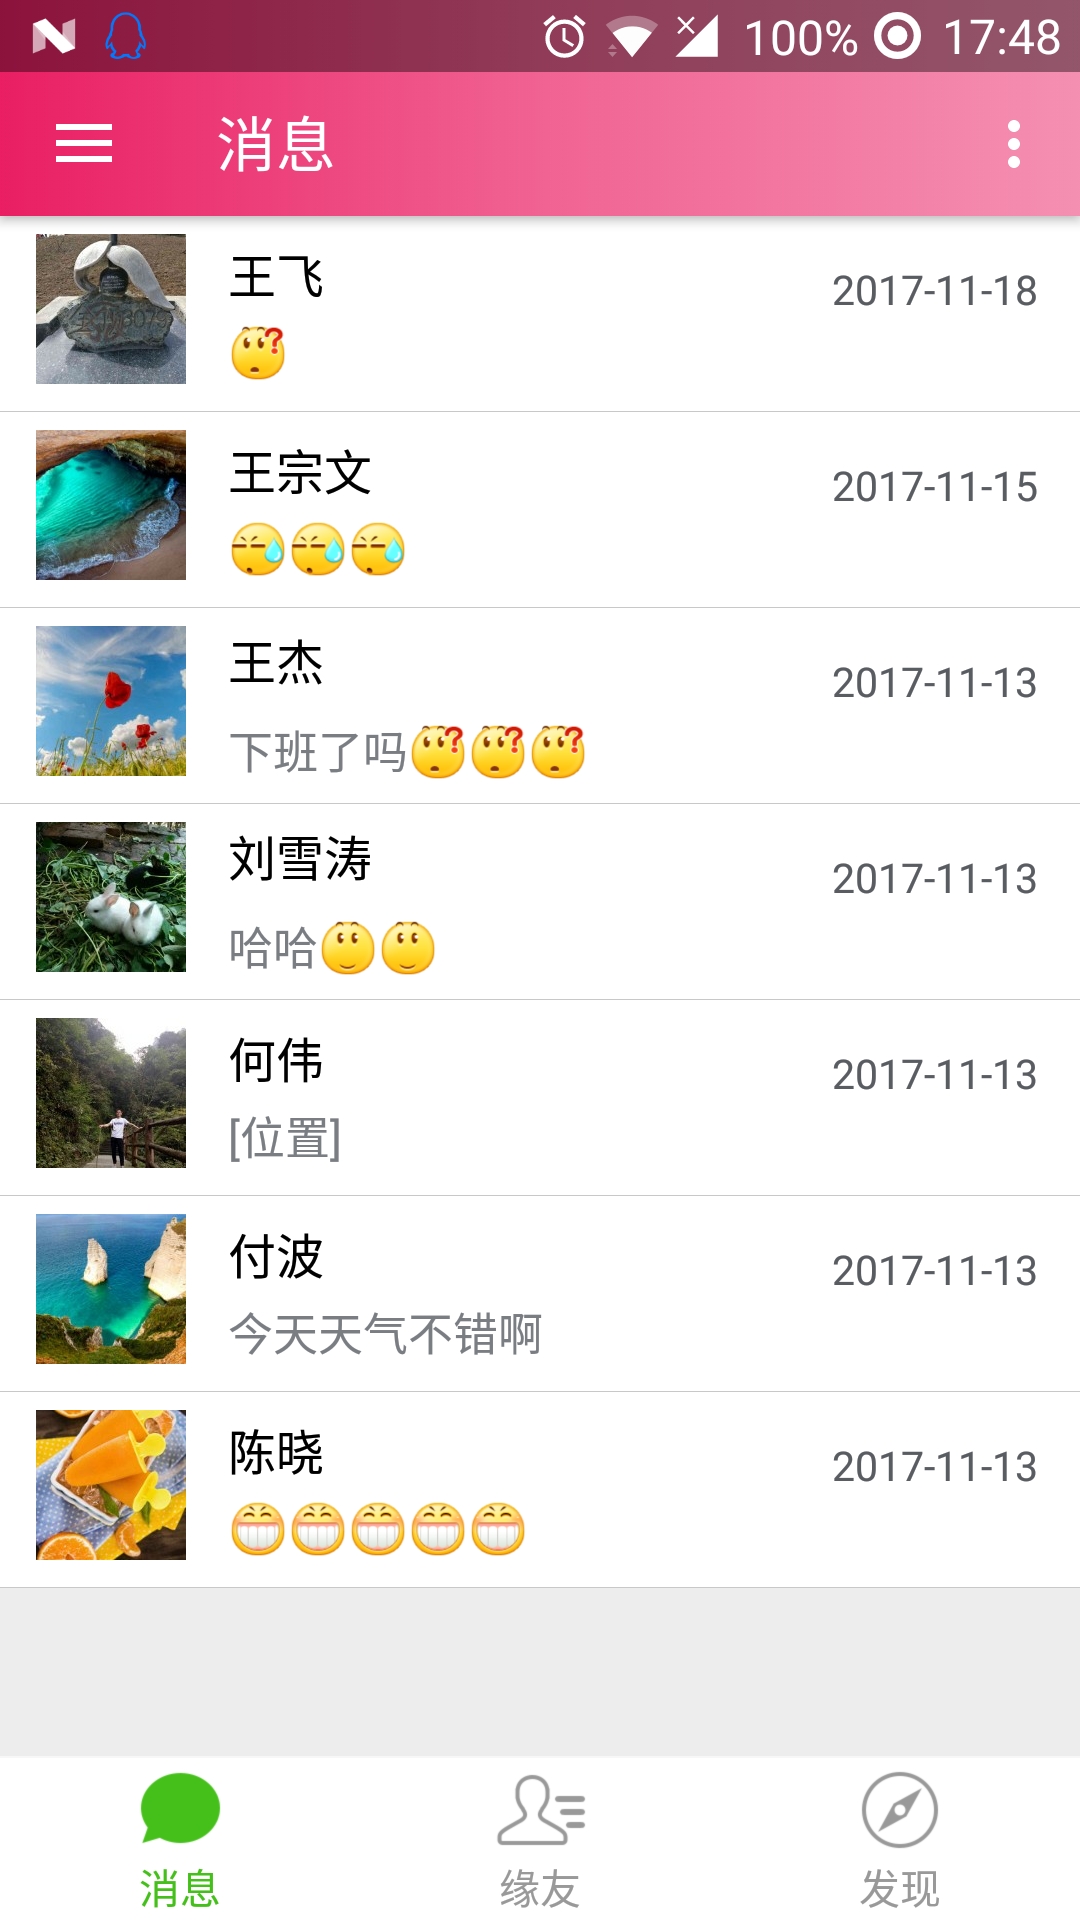 100% 17:48
消息
王飞
2017-11-18
王宗文
2017-11-15
王杰
2017-11-13
下班了吗
刘雪涛
2017-11-13
哈哈
何伟
2017-11-13
[位置]
付波
2017-11-13
今天天气不错啊
陈晓
2017-11-13
消息
缘友
发现